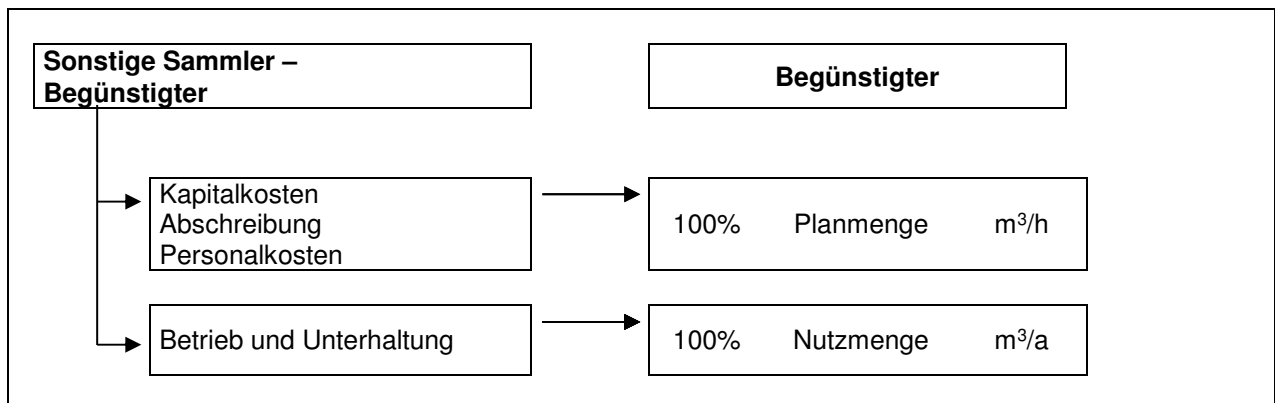 Sonstige Sammler –
Begünstigter
Begünstigter
Kapitalkosten
Abschreibung
Personalkosten
100% Planmenge m³/h
Betrieb und Unterhaltung
100% Nutzmenge m³/a